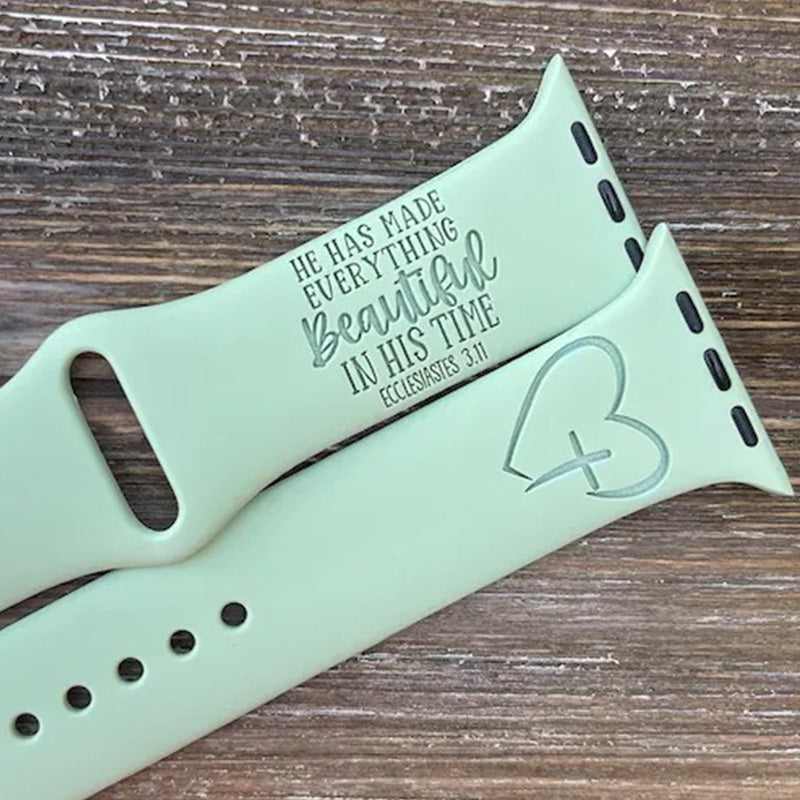 HE HAS MADE
EVERYTHING
Beautiful
IN HIS TIME
ECCLESIASTES 3.11